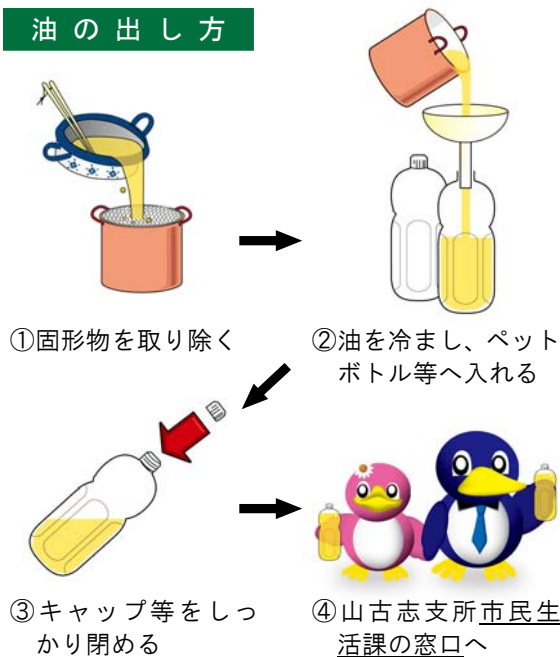 油の出し方
①固形物を取り除く
②油を冷まし、ペット
ボトル等へ入れる
③キャップ等をしっ
かり閉める
④山古志支所市民生
活課の窓口へ